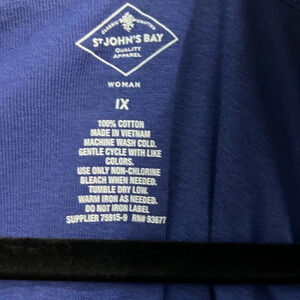 CLASSIC CRAFTED
ST JOHN'S BAY
QUALITY
APPAREL
WOMAN
1X
100% COTTON
MADE IN VIETNAM
MACHINE WASH COLD.
GENTLE CYCLE WITH LIKE
COLORS.
USE ONLY NON-CHLORINE
BLEACH WHEN NEEDED.
TUMBLE DRY LOW.
WARM IRON AS NEEDED.
DO NOT IRON LABEL
SUPPLIER 75915-9 RN# 93677